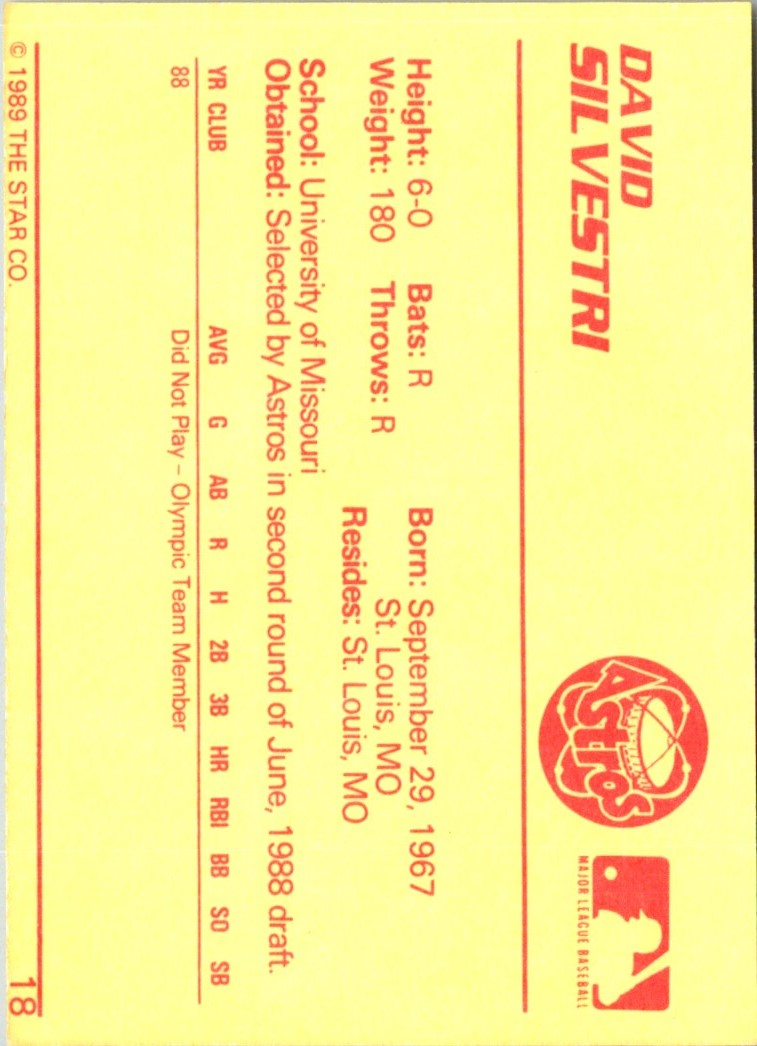 DAVID
SILVESTRI
Astros
MAJOR LEAGUE BASEBALL
Height: 6-0 Bats: R Born: September 29, 1967
Weight: 180 Throws: R St. Louis, MO
Resides: St. Louis, MO
School: University of Missouri
Obtained: Selected by Astros in second round of June, 1988 draft.
YR CLUB AVG G AB R H 2B 3B HR RBI BB SO SB
88 Did Not Play – Olympic Team Member
© 1989 THE STAR CO. 18